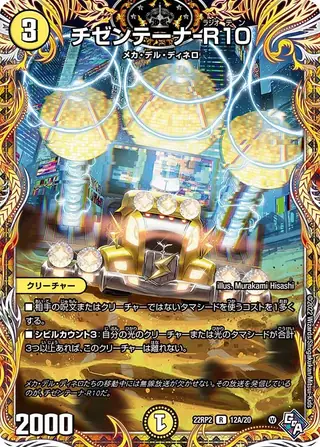 3
チゼンテーナ-R10
メカ・デル・ディネロ
illus. Murakami Hisashi
クリーチャー
■相手の呪文またはクリーチャーではないタマシードを使うコストを1多くする。
■シビルカウント3:自分の光のクリーチャーまたは光のタマシードが合計3つ以上あれば、このクリーチャーは離れない。
メカ・デル・ディネロたちの移動中には無線放送が欠かせない。その放送を発信しているのがチゼンテーナ-R10だ。
2000
1
22RP2 R 12A/20